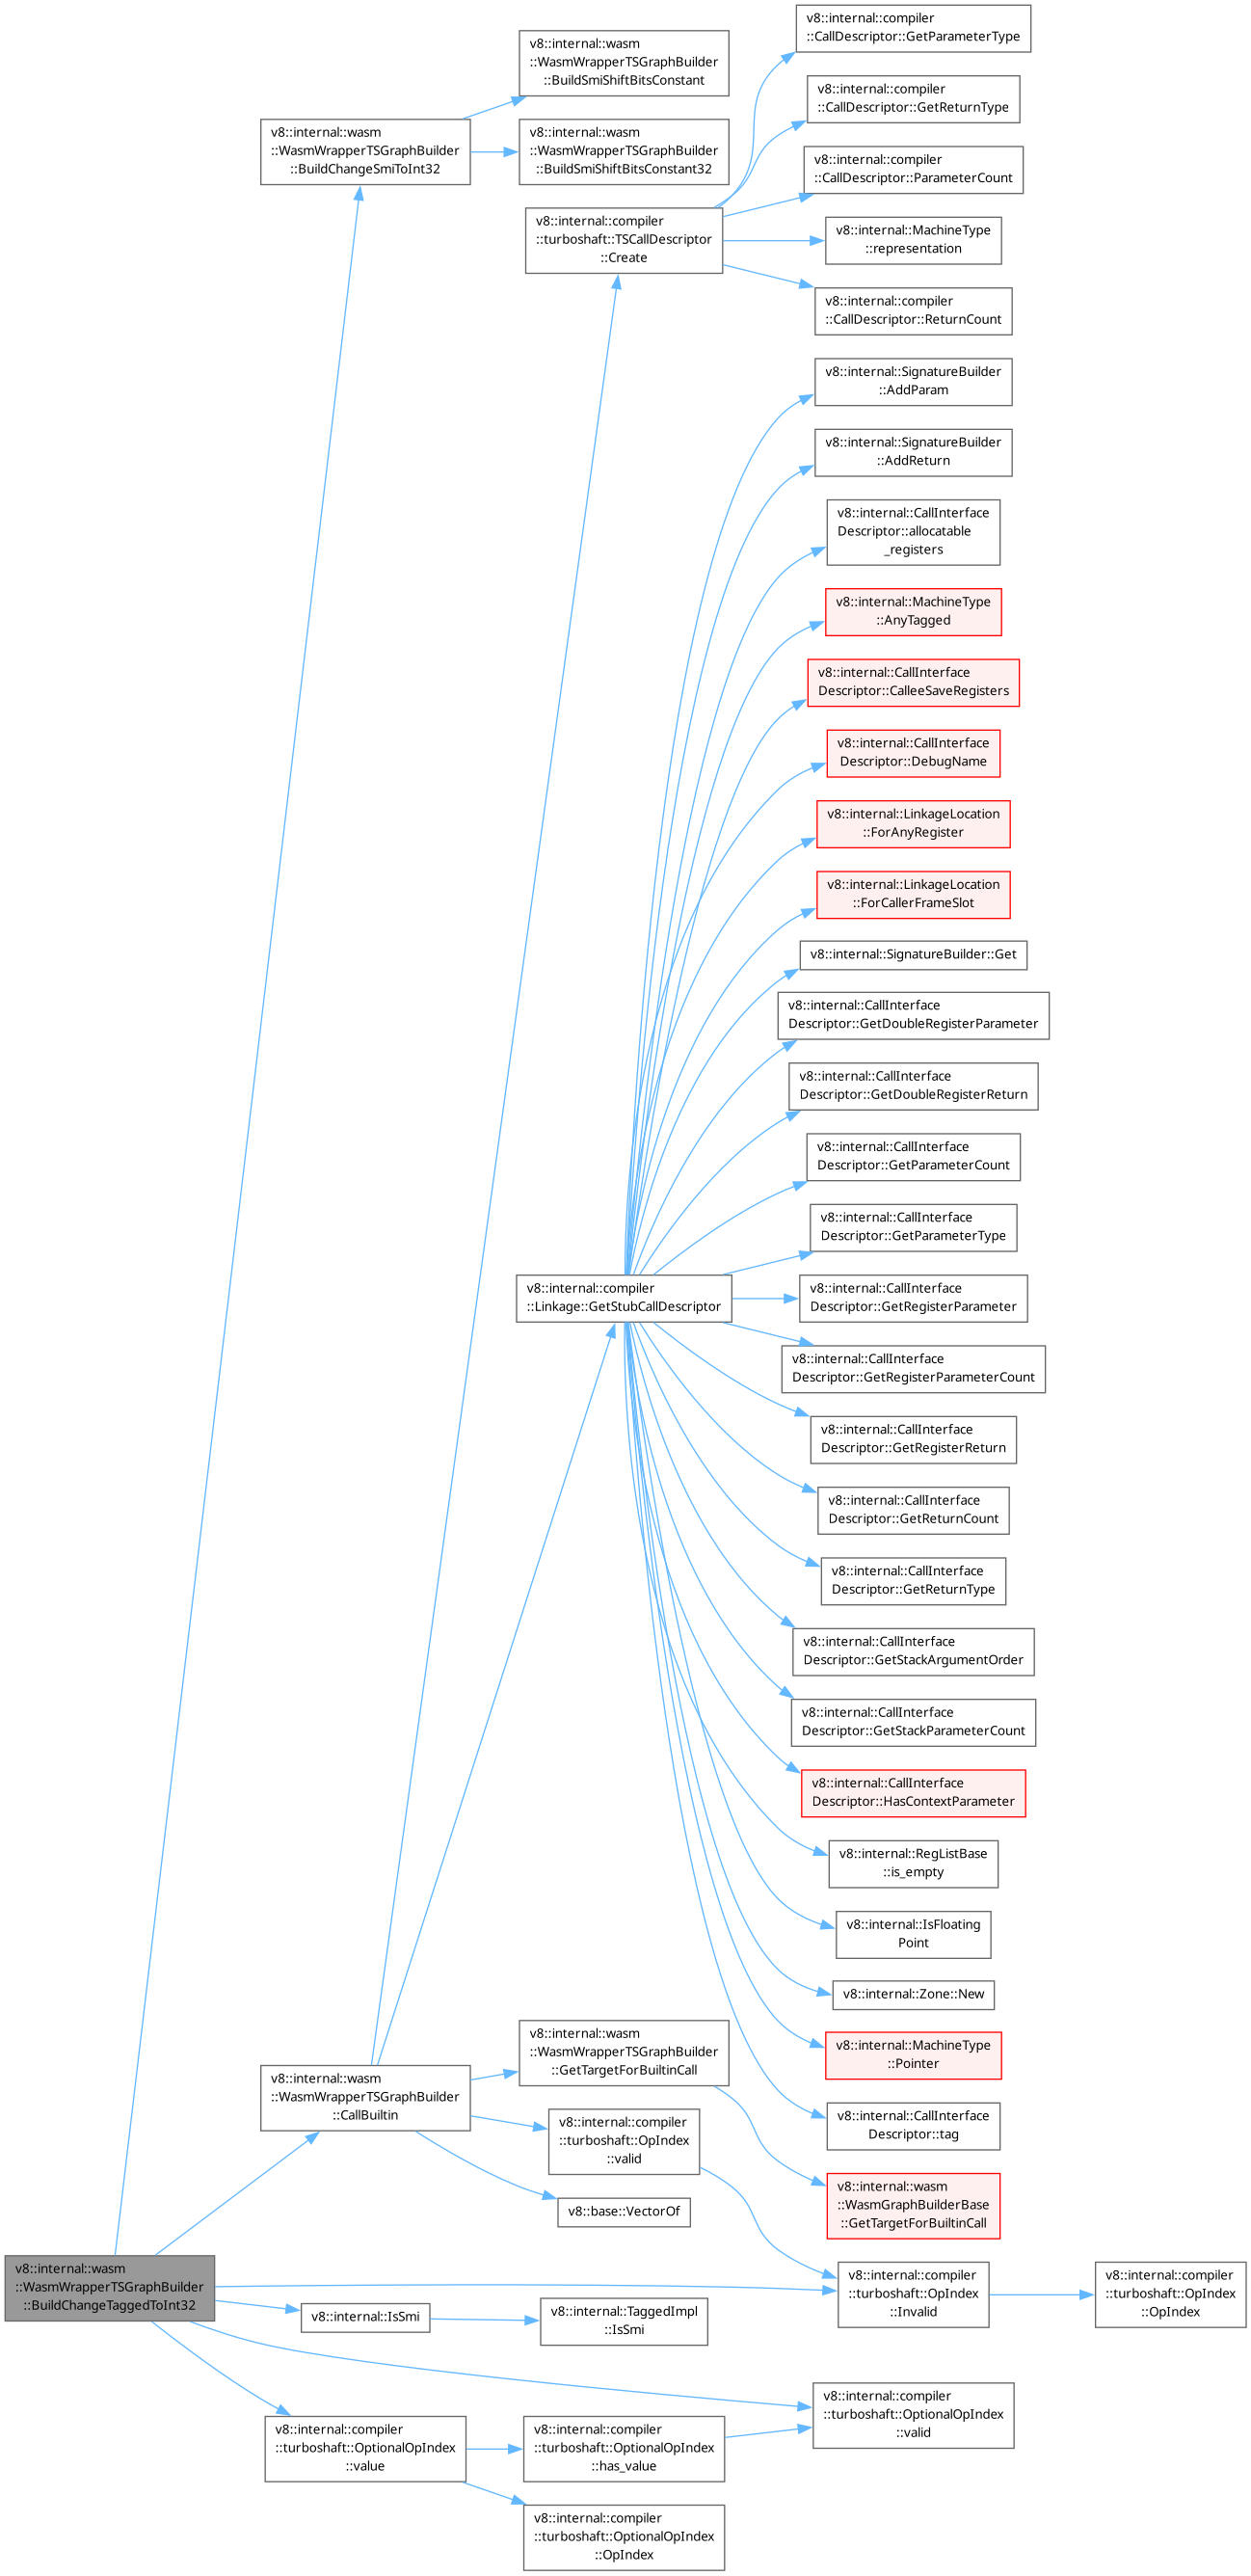 v8::internal::compiler
::CallDescriptor::GetParameterType
v8::internal::wasm
::WasmWrapperTSGraphBuilder
::BuildSmiShiftBitsConstant
v8::internal::compiler
::CallDescriptor::GetReturnType
v8::internal::wasm
::WasmWrapperTSGraphBuilder
::BuildChangeSmiToInt32
v8::internal::wasm
::WasmWrapperTSGraphBuilder
::BuildSmiShiftBitsConstant32
v8::internal::compiler
::CallDescriptor::ParameterCount
v8::internal::compiler
::turboshaft::TSCallDescriptor
::Create
v8::internal::MachineType
::representation
v8::internal::compiler
::CallDescriptor::ReturnCount
v8::internal::SignatureBuilder
::AddParam
v8::internal::SignatureBuilder
::AddReturn
v8::internal::CallInterface
Descriptor::allocatable
_registers
v8::internal::MachineType
::AnyTagged
v8::internal::CallInterface
Descriptor::CalleeSaveRegisters
v8::internal::CallInterface
Descriptor::DebugName
v8::internal::LinkageLocation
::ForAnyRegister
v8::internal::LinkageLocation
::ForCallerFrameSlot
v8::internal::SignatureBuilder::Get
v8::internal::CallInterface
Descriptor::GetDoubleRegisterParameter
v8::internal::CallInterface
Descriptor::GetDoubleRegisterReturn
v8::internal::CallInterface
Descriptor::GetParameterCount
v8::internal::CallInterface
Descriptor::GetParameterType
v8::internal::compiler
::Linkage::GetStubCallDescriptor
v8::internal::CallInterface
Descriptor::GetRegisterParameter
v8::internal::CallInterface
Descriptor::GetRegisterParameterCount
v8::internal::CallInterface
Descriptor::GetRegisterReturn
v8::internal::CallInterface
Descriptor::GetReturnCount
v8::internal::CallInterface
Descriptor::GetReturnType
v8::internal::CallInterface
Descriptor::GetStackArgumentOrder
v8::internal::CallInterface
Descriptor::GetStackParameterCount
v8::internal::CallInterface
Descriptor::HasContextParameter
v8::internal::RegListBase
::is_empty
v8::internal::IsFloating
Point
v8::internal::Zone::New
v8::internal::wasm
::WasmWrapperTSGraphBuilder
::GetTargetForBuiltinCall
v8::internal::MachineType
::Pointer
v8::internal::wasm
::WasmWrapperTSGraphBuilder
::CallBuiltin
v8::internal::compiler
::turboshaft::OpIndex
::valid
v8::internal::CallInterface
Descriptor::tag
v8::base::VectorOf
v8::internal::wasm
::WasmGraphBuilderBase
::GetTargetForBuiltinCall
v8::internal::wasm
::WasmWrapperTSGraphBuilder
::BuildChangeTaggedToInt32
v8::internal::compiler
::turboshaft::OpIndex
::Invalid
v8::internal::compiler
::turboshaft::OpIndex
::OpIndex
v8::internal::IsSmi
v8::internal::TaggedImpl
::IsSmi
v8::internal::compiler
::turboshaft::OptionalOpIndex
::valid
v8::internal::compiler
::turboshaft::OptionalOpIndex
::value
v8::internal::compiler
::turboshaft::OptionalOpIndex
::has_value
v8::internal::compiler
::turboshaft::OptionalOpIndex
::OpIndex